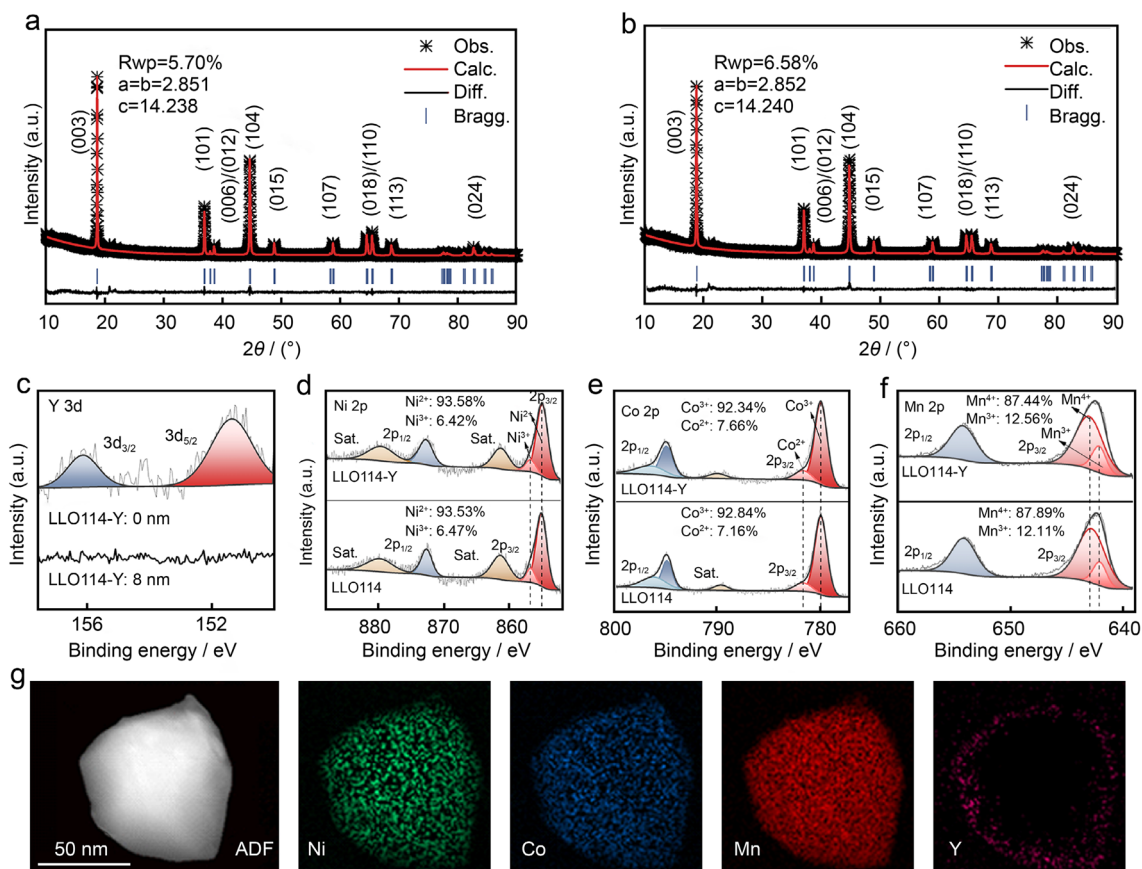 a
Rwp=5.70%
a=b=2.851
c=14.238
Obs.
Calc.
Diff.
Bragg.
(003)
(101)
(006)/(012)
(104)
(015)
(107)
(018)/(110)
(113)
(024)
Intensity (a.u.)
10 20 30 40 50 60 70 80 90
2θ / (°)
b
Rwp=6.58%
a=b=2.852
c=14.240
Obs.
Calc.
Diff.
Bragg.
(003)
(101)
(006)/(012)
(104)
(015)
(107)
(018)/(110)
(113)
(024)
Intensity (a.u.)
10 20 30 40 50 60 70 80 90
2θ / (°)
c
Y 3d
3d3/2
3d5/2
LLO114-Y: 0 nm
LLO114-Y: 8 nm
Intensity (a.u.)
156 152
Binding energy / eV
d
Ni 2p
Ni2+: 93.58%
Ni3+: 6.42%
2p3/2
Ni2+
Ni3+
Sat.
2p1/2
Sat.
LLO114-Y
Ni2+: 93.53%
Ni3+: 6.47%
Sat.
2p1/2
Sat.
2p3/2
LLO114
Intensity (a.u.)
880 870 860
Binding energy / eV
e
Co 2p
Co3+: 92.34%
Co2+: 7.66%
Co3+
Co2+
2p1/2
2p3/2
LLO114-Y
Co3+: 92.84%
Co2+: 7.16%
2p1/2
Sat.
2p3/2
LLO114
Intensity (a.u.)
800 790 780
Binding energy / eV
f
Mn 2p
Mn4+: 87.44%
Mn3+: 12.56%
Mn4+
Mn3+
2p1/2
2p3/2
LLO114-Y
Mn4+: 87.89%
Mn3+: 12.11%
2p1/2
2p3/2
LLO114
Intensity (a.u.)
660 650 640
Binding energy / eV
g
50 nm
ADF
Ni
Co
Mn
Y